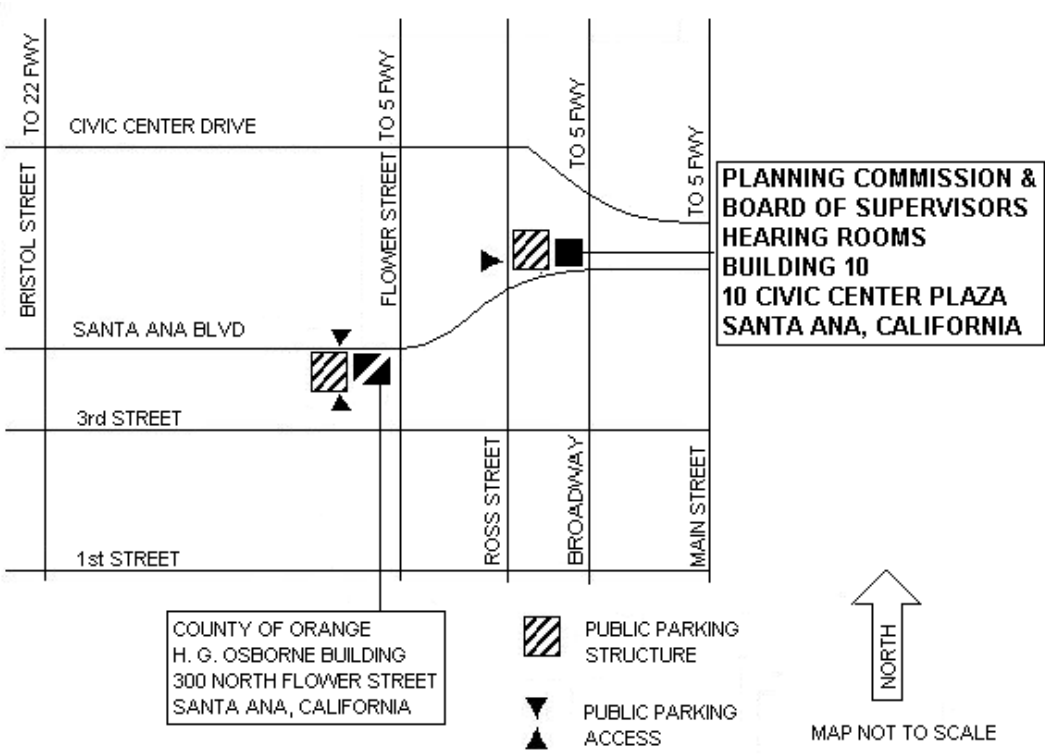 TO 22 FWY
TO 5 FWY
TO 5 FWY
TO 5 FWY
CIVIC CENTER DRIVE
BRISTOL STREET
FLOWER STREET
PLANNING COMMISSION &
BOARD OF SUPERVISORS
HEARING ROOMS
BUILDING 10
10 CIVIC CENTER PLAZA
SANTA ANA, CALIFORNIA
SANTA ANA BLVD
3rd STREET
ROSS STREET
BROADWAY
MAIN STREET
1st STREET
COUNTY OF ORANGE
H. G. OSBORNE BUILDING
300 NORTH FLOWER STREET
SANTA ANA, CALIFORNIA
PUBLIC PARKING
STRUCTURE
PUBLIC PARKING
ACCESS
NORTH
MAP NOT TO SCALE